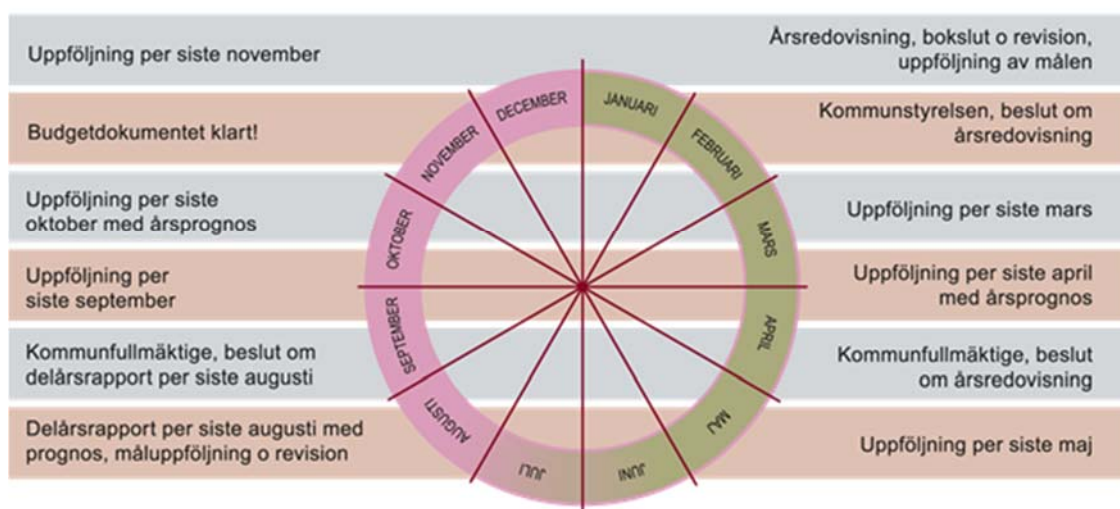 Uppföljning per siste november
Budgetdokumentet klart!
Uppföljning per siste
oktober med årsprognos
Uppföljning per
siste september
Kommunfullmäktige, beslut om
delårsrapport per siste augusti
Delårsrapport per siste augusti med
prognos, måluppföljning o revision
JANUARI
FEBRUARI
MARS
APRIL
MAJ
JUNI
JULI
AUGUSTI
SEPTEMBER
OKTOBER
NOVEMBER
DECEMBER
Årsredovisning, bokslut o revision,
uppföljning av målen
Kommunstyrelsen, beslut om
årsredovisning
Uppföljning per siste mars
Uppföljning per siste april
med årsprognos
Kommunfullmäktige, beslut
om årsredovisning
Uppföljning per siste maj